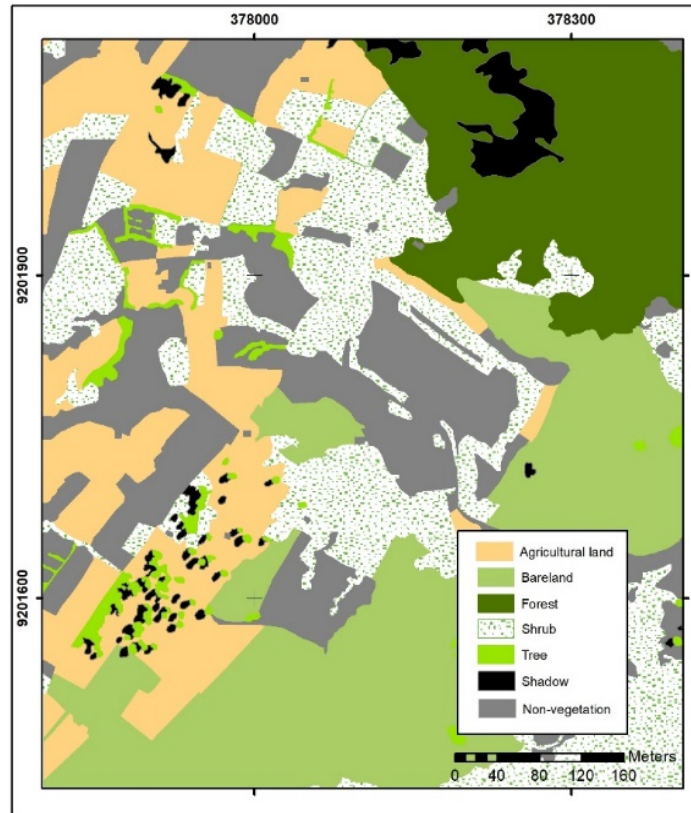 378000 378300
9201900
9201600
Agricultural land
Bareland
Forest
Shrub
Tree
Shadow
Non-vegetation
Meters
0 40 80 120 160